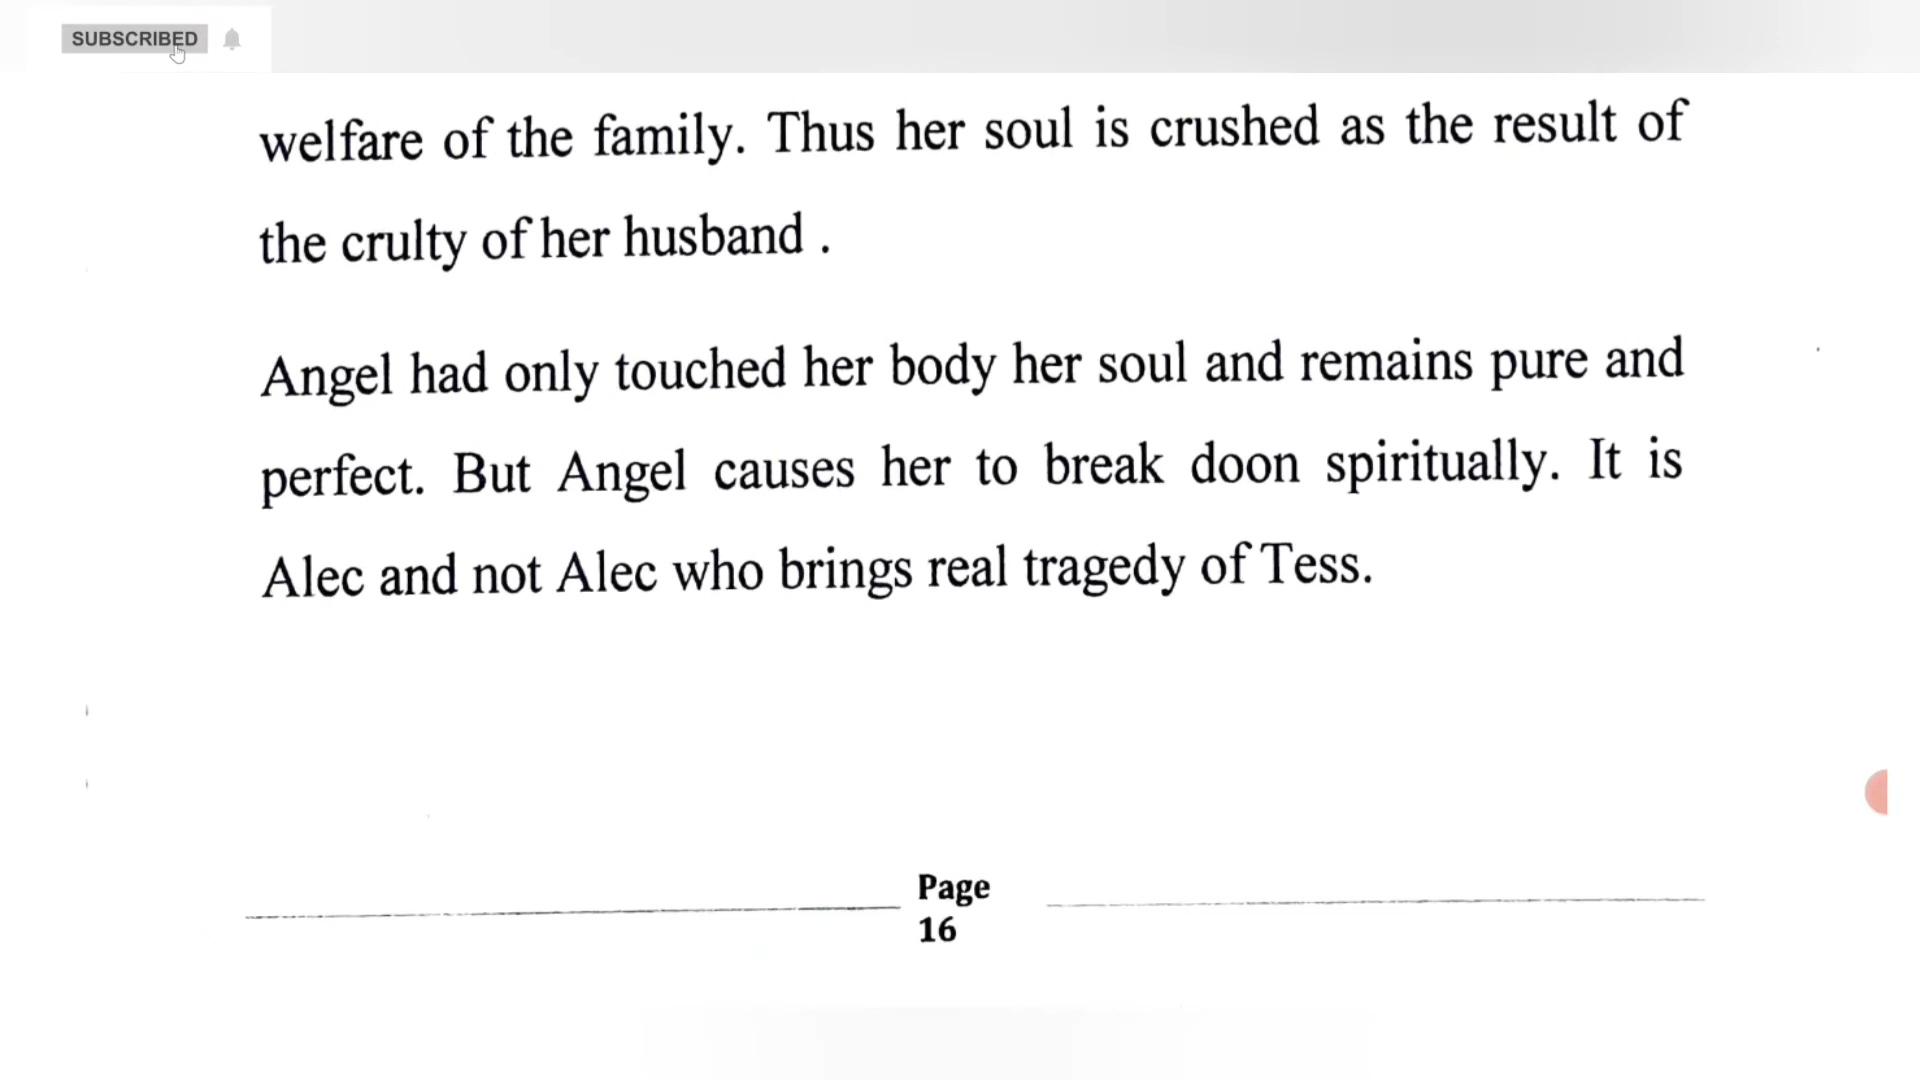 SUBSCRIBED
welfare of the family. Thus her soul is crushed as the result of
the crulty of her husband .
Angel had only touched her body her soul and remains pure and
perfect. But Angel causes her to break doon spiritually. It is
Alec and not Alec who brings real tragedy of Tess.
Page
16